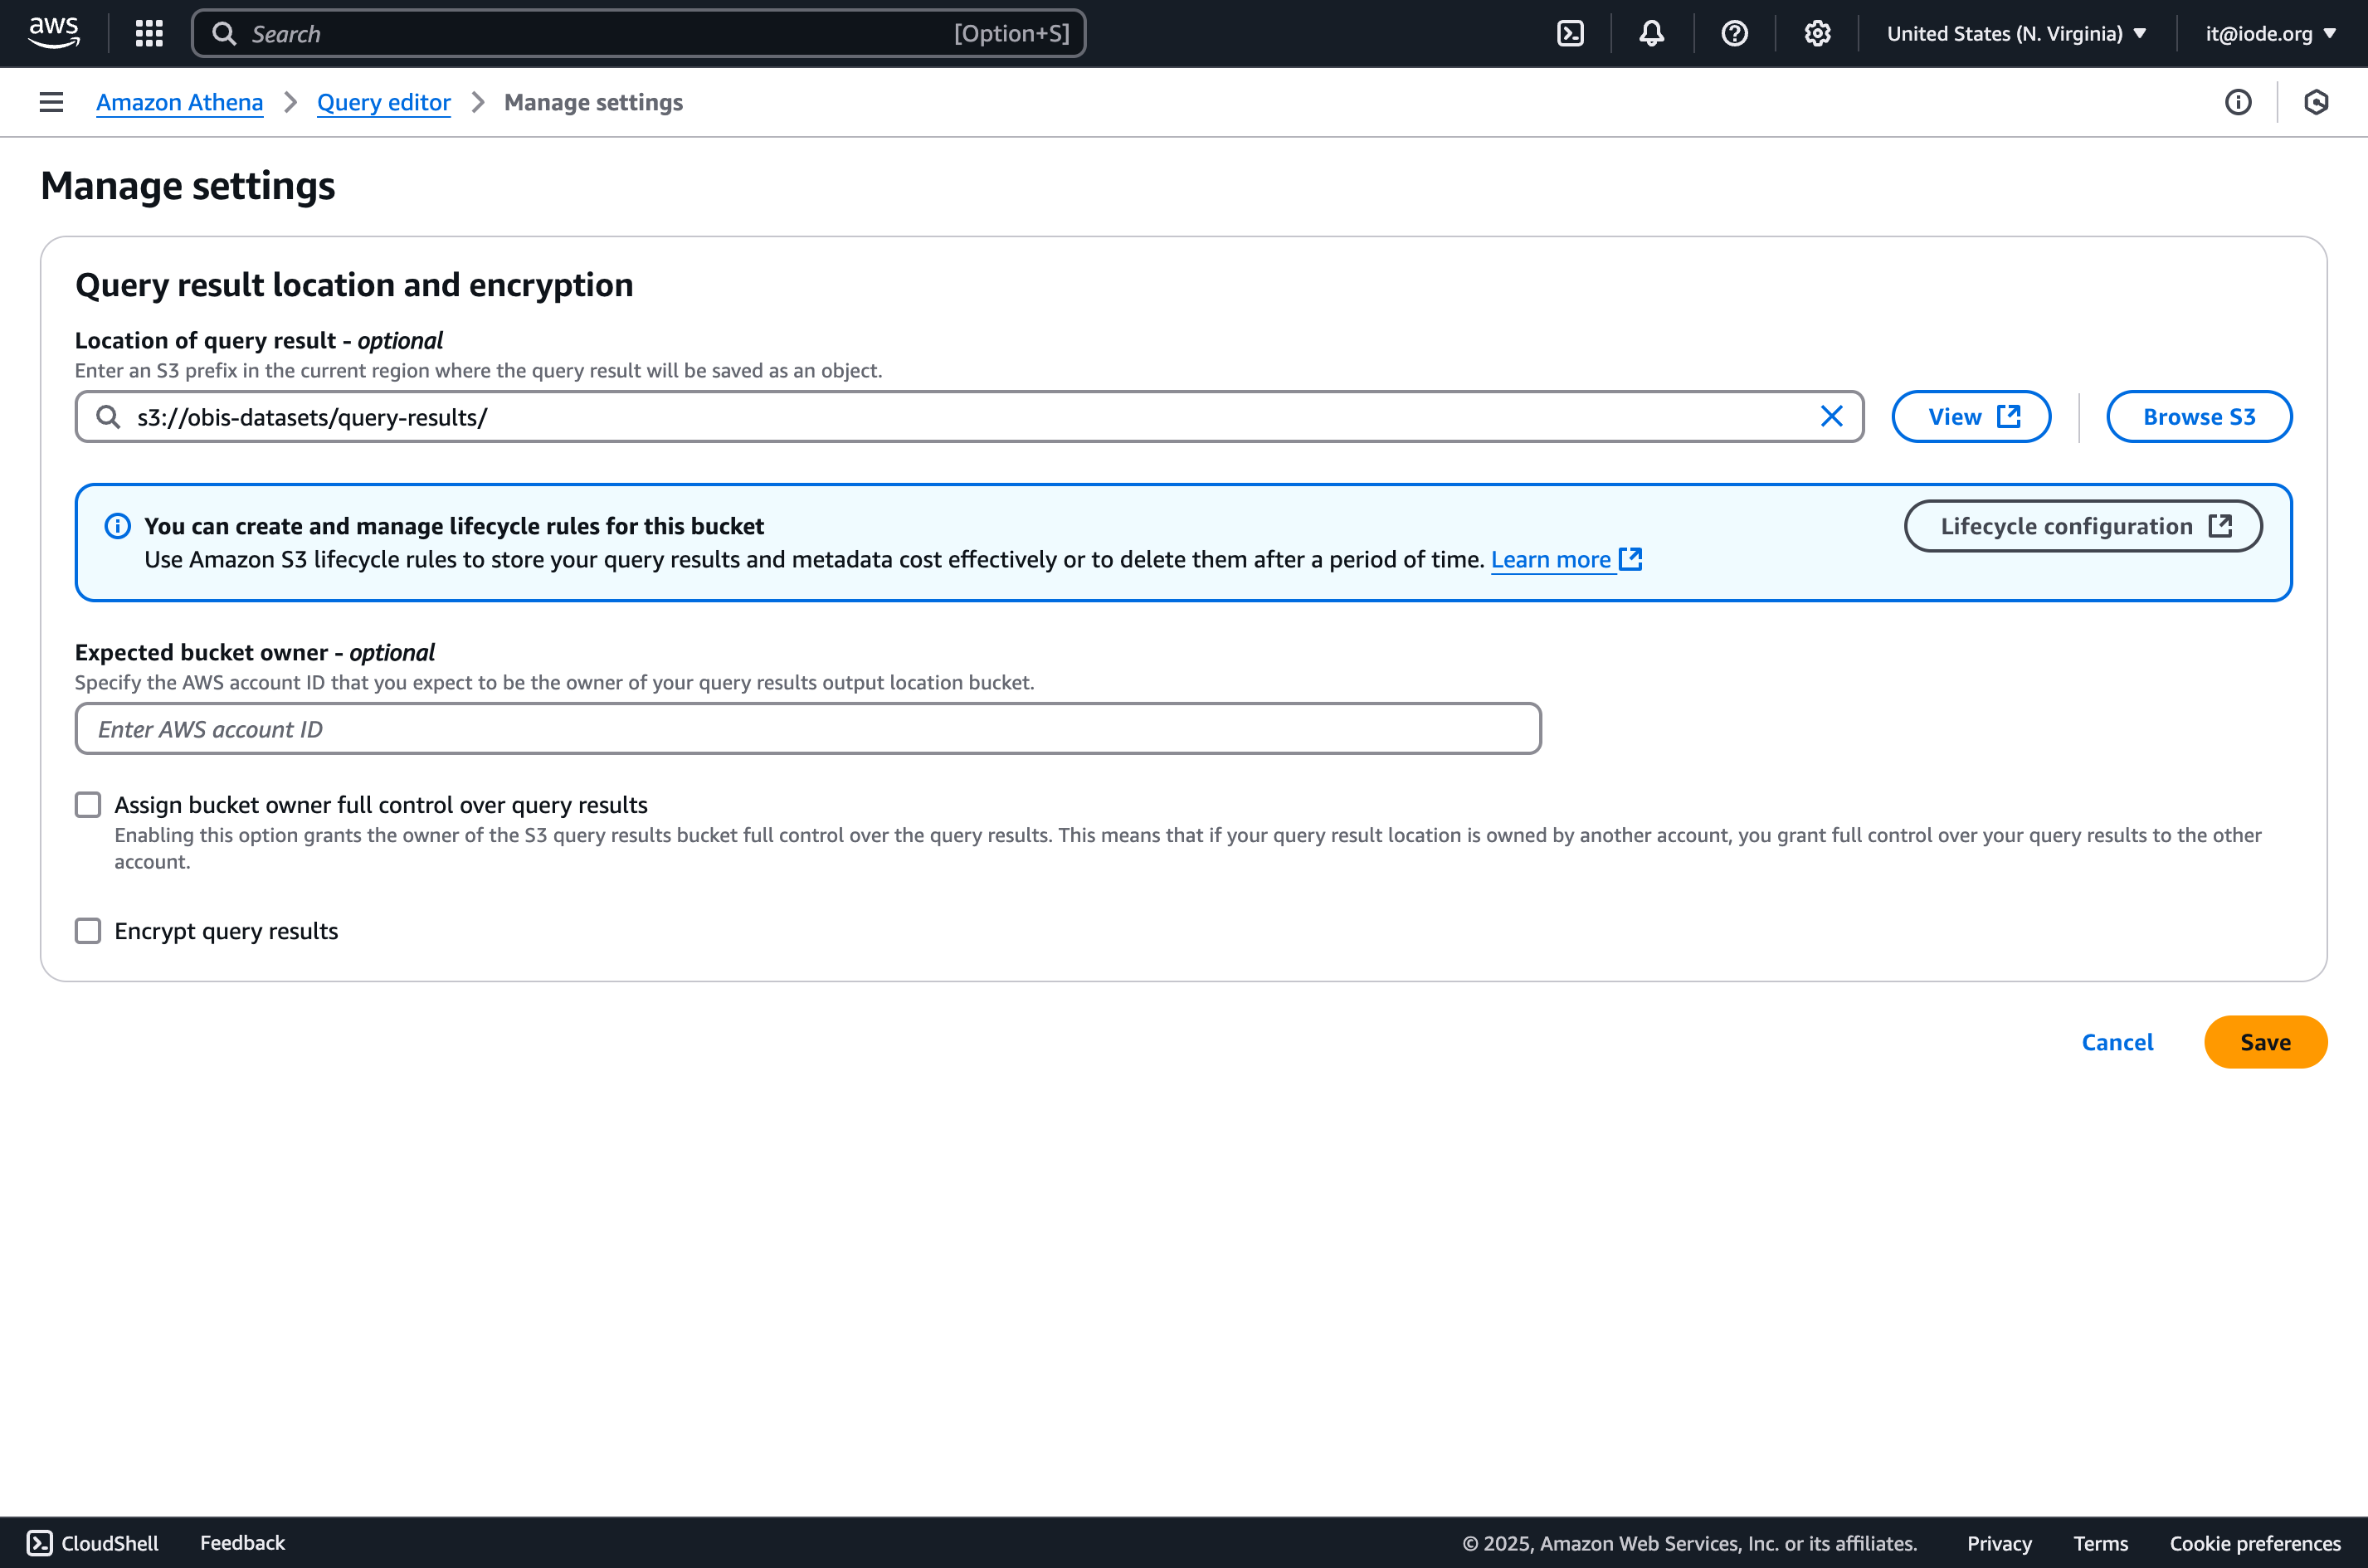 aws
Search [Option+S] United States (N. Virginia) it@iode.org
Amazon Athena Query editor Manage settings
Manage settings
Query result location and encryption
Location of query result - optional
Enter an S3 prefix in the current region where the query result will be saved as an object.
s3://obis-datasets/query-results/ View Browse S3
You can create and manage lifecycle rules for this bucket Lifecycle configuration
Use Amazon S3 lifecycle rules to store your query results and metadata cost effectively or to delete them after a period of time. Learn more
Expected bucket owner - optional
Specify the AWS account ID that you expect to be the owner of your query results output location bucket.
Enter AWS account ID
Assign bucket owner full control over query results
Enabling this option grants the owner of the S3 query results bucket full control over the query results. This means that if your query result location is owned by another account, you grant full control over your query results to the other
account.
Encrypt query results
Cancel Save
CloudShell Feedback © 2025, Amazon Web Services, Inc. or its affiliates. Privacy Terms Cookie preferences